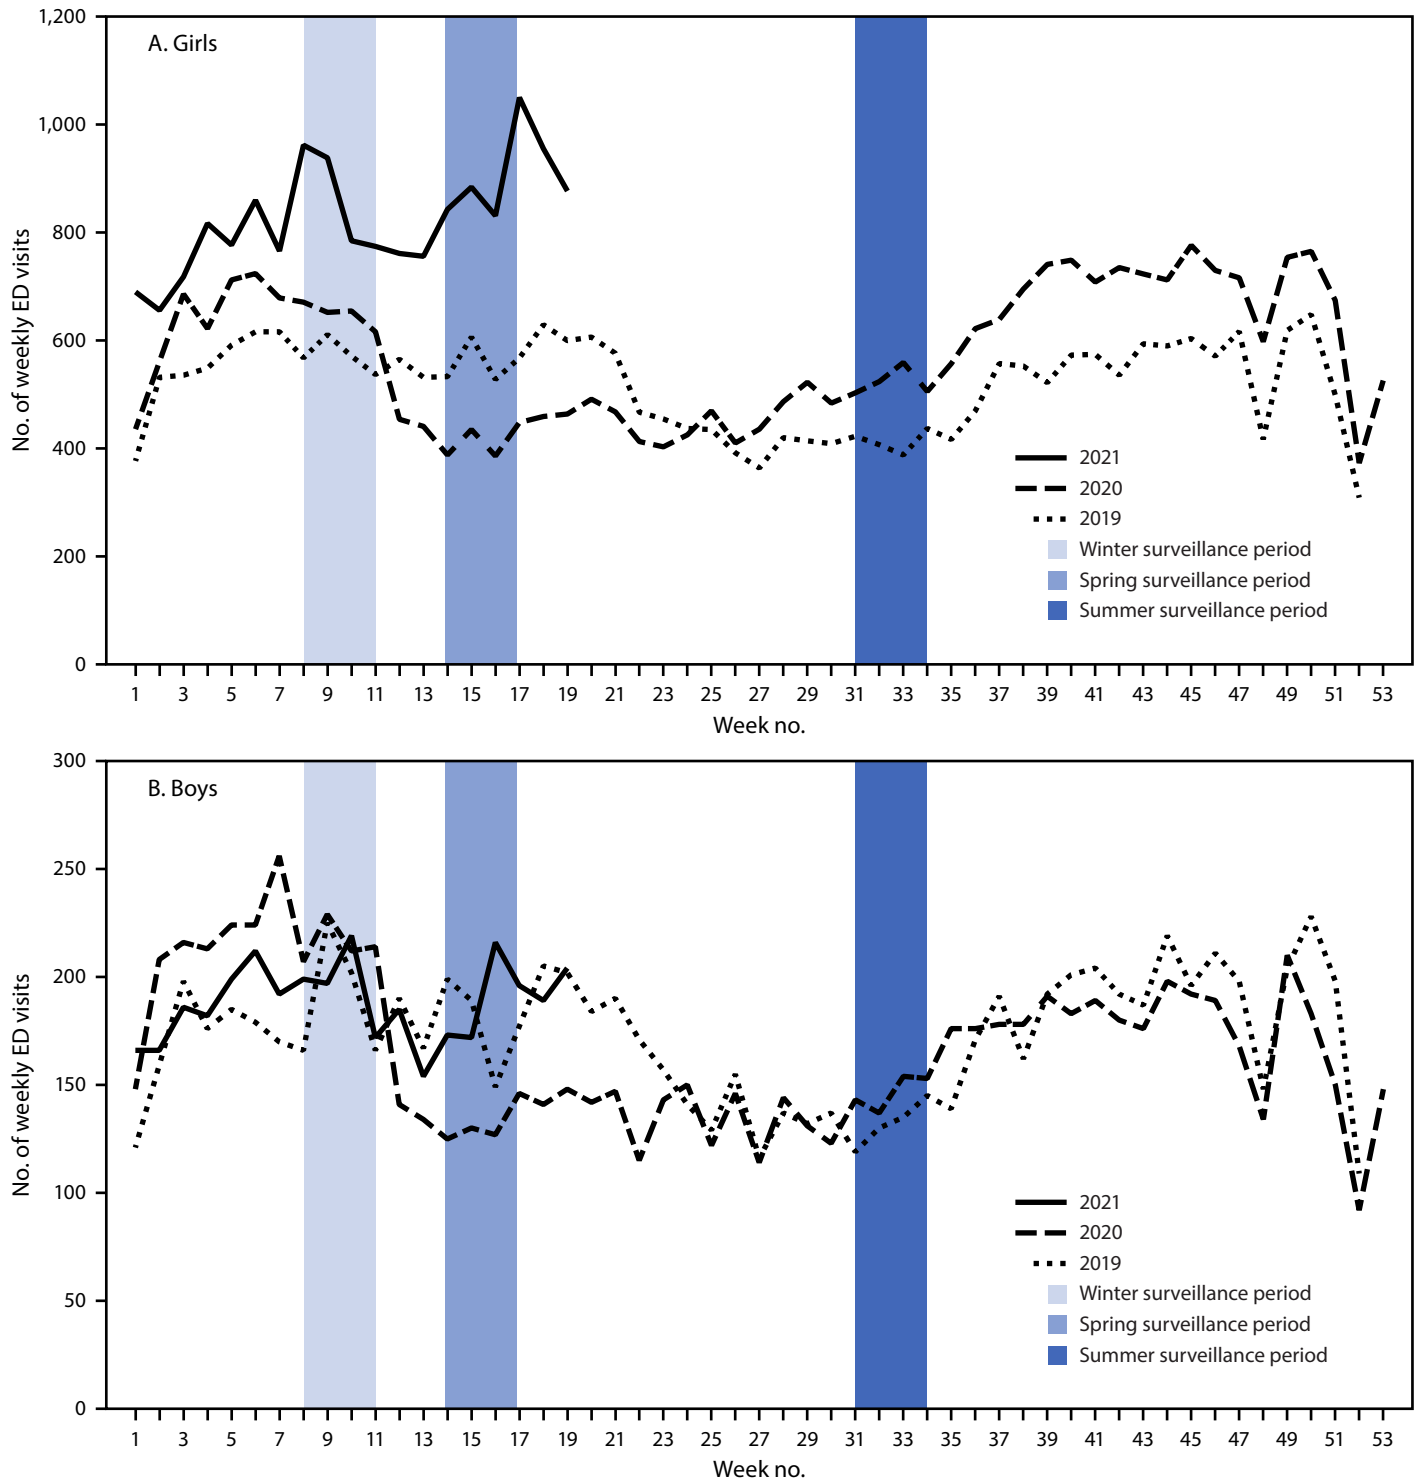 A. Girls
No. of weekly ED visits
1,200
1,000
800
600
400
200
0
2021
2020
2019
Winter surveillance period
Spring surveillance period
Summer surveillance period
1 3 5 7 9 11 13 15 17 19 21 23 25 27 29 31 33 35 37 39 41 43 45 47 49 51 53
Week no.
B. Boys
No. of weekly ED visits
300
250
200
150
100
50
0
2021
2020
2019
Winter surveillance period
Spring surveillance period
Summer surveillance period
1 3 5 7 9 11 13 15 17 19 21 23 25 27 29 31 33 35 37 39 41 43 45 47 49 51 53
Week no.